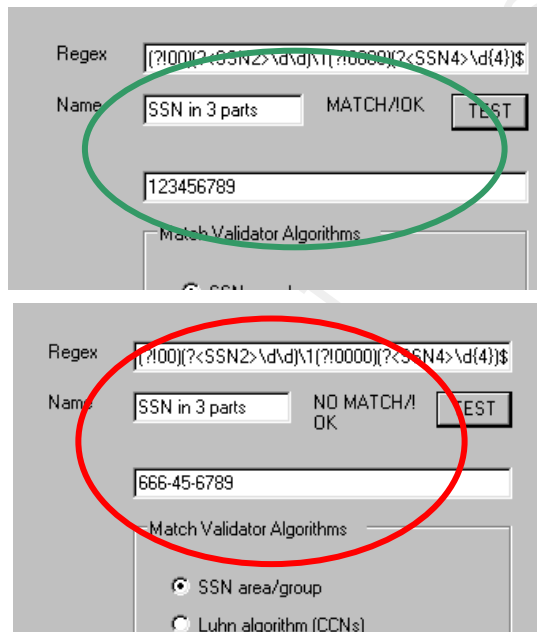 Regex (?!00)(?<SSN2>\d\d)\1(?!0000)(?<SSN4>\d{4})$
Name SSN in 3 parts MATCH/!OK TEST
123456789
Match Validator Algorithms
Regex (?!00)(?<SSN2>\d\d)\1(?!0000)(?<SSN4>\d{4})$
Name SSN in 3 parts NO MATCH/!
OK TEST
666-45-6789
Match Validator Algorithms
SSN area/group
Luhn algorithm (CCNs)